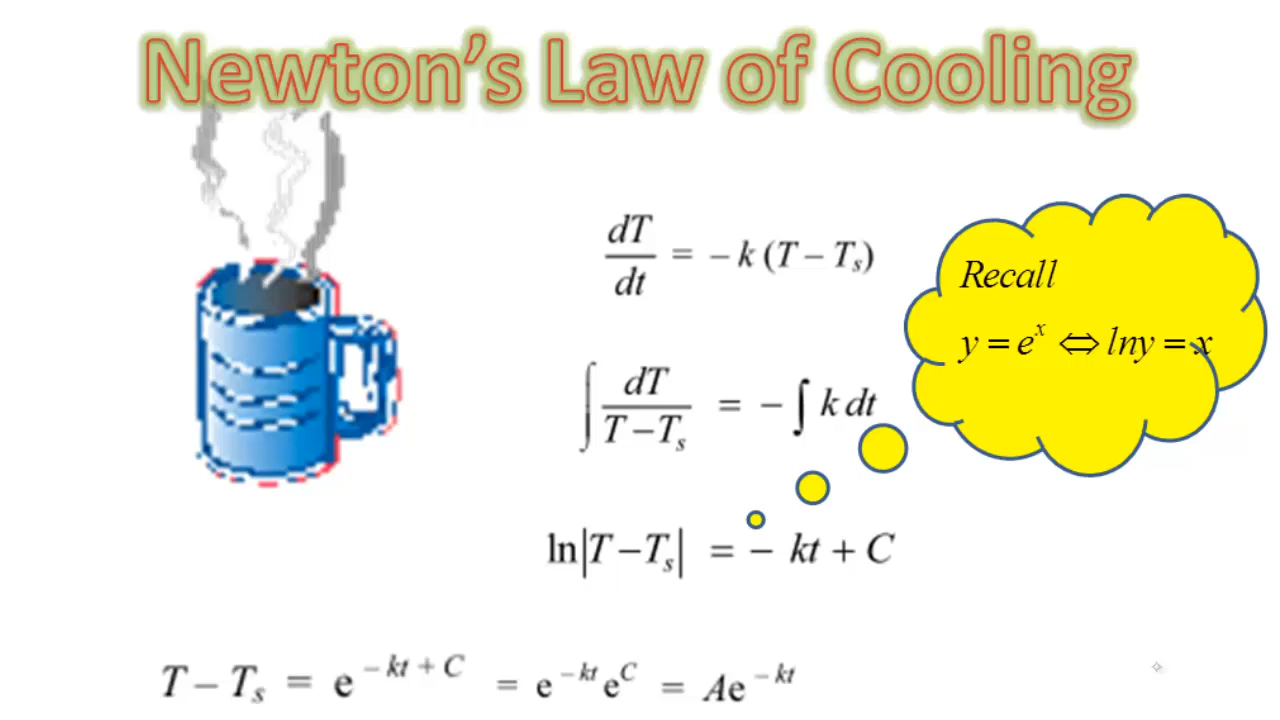 Newton's Law of Cooling
dT/dt = – k (T – Tₛ)
Recall
y = eˣ ⇔ lny = x
∫ dT/(T – Tₛ) = – ∫ k dt
ln|T – Tₛ| = – kt + C
T – Tₛ = e^(– kt + C) = e^(– kt) e^C = Ae^(– kt)